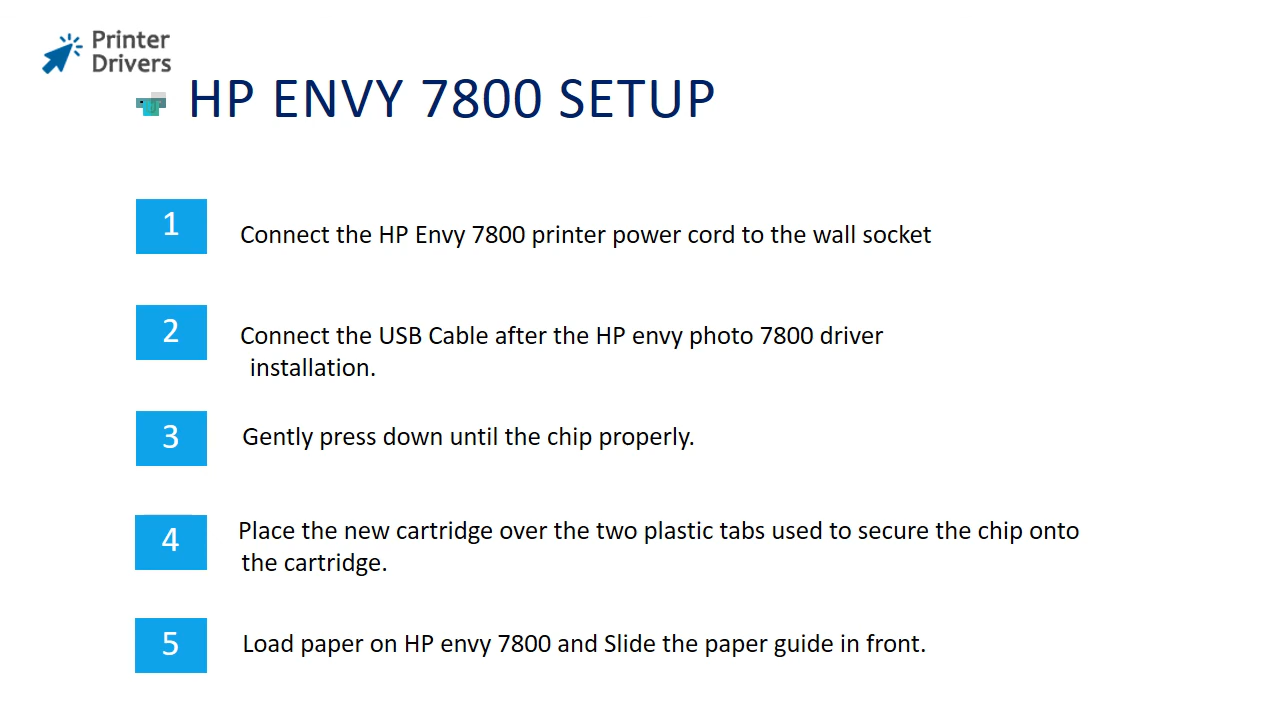 Printer
Drivers
HP ENVY 7800 SETUP
1
Connect the HP Envy 7800 printer power cord to the wall socket
2
Connect the USB Cable after the HP envy photo 7800 driver
installation.
3
Gently press down until the chip properly.
4
Place the new cartridge over the two plastic tabs used to secure the chip onto
the cartridge.
5
Load paper on HP envy 7800 and Slide the paper guide in front.